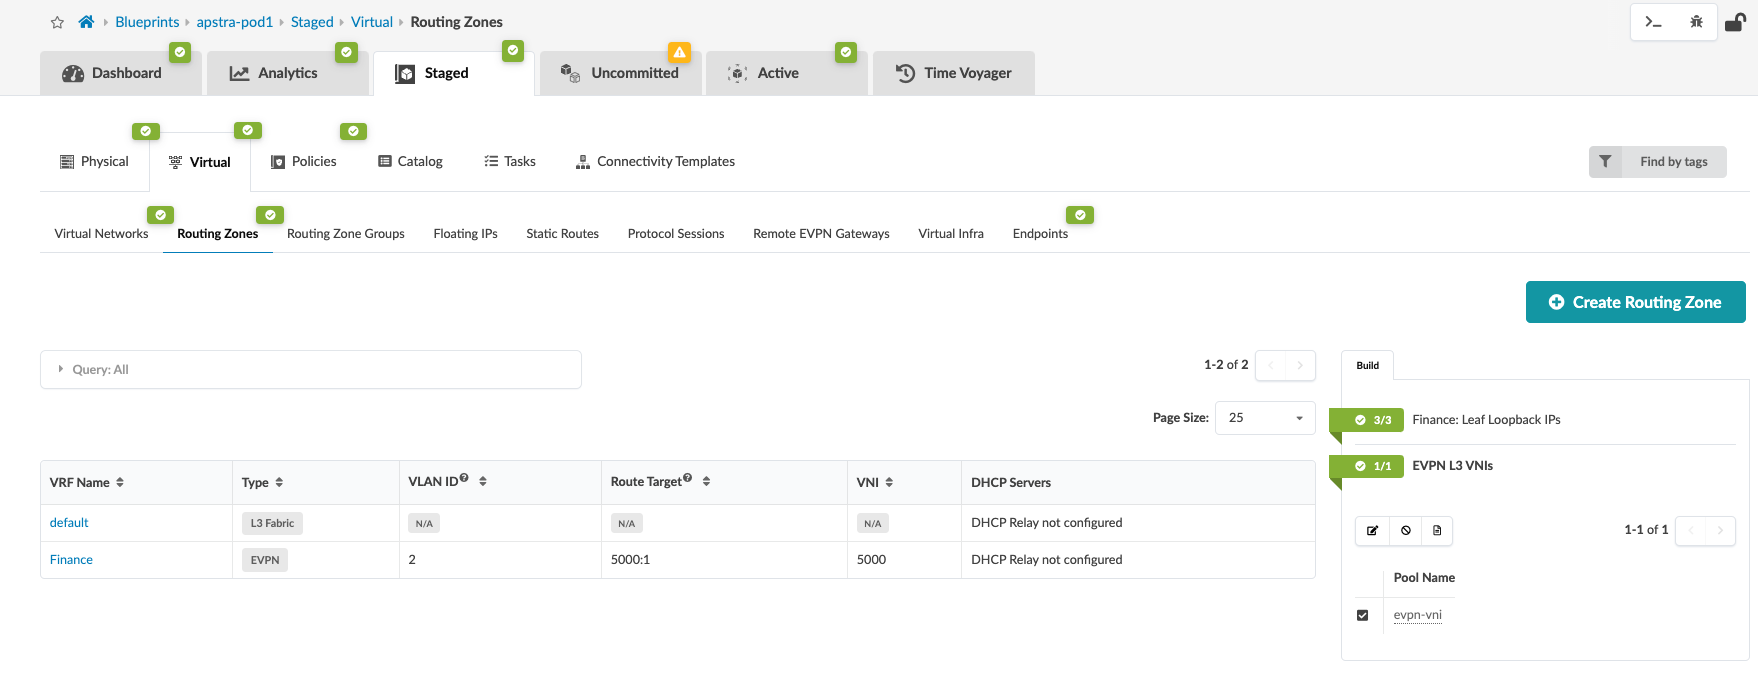 Blueprints apstra-pod1 Staged Virtual Routing Zones
Dashboard Analytics Staged Uncommitted Active Time Voyager
Physical Virtual Policies Catalog Tasks Connectivity Templates Find by tags
Virtual Networks Routing Zones Routing Zone Groups Floating IPs Static Routes Protocol Sessions Remote EVPN Gateways Virtual Infra Endpoints
Create Routing Zone
Query: All
1-2 of 2
Page Size: 25
VRF Name Type VLAN ID Route Target VNI DHCP Servers
default L3 Fabric N/A N/A N/A DHCP Relay not configured
Finance EVPN 2 5000:1 5000 DHCP Relay not configured
Build
3/3 Finance: Leaf Loopback IPs
1/1 EVPN L3 VNIs
1-1 of 1
Pool Name
evpn-vni